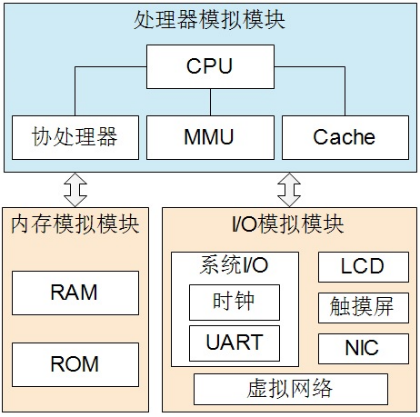 处理器模拟模块
CPU
协处理器
MMU
Cache
内存模拟模块
RAM
ROM
I/O模拟模块
系统I/O
时钟
UART
LCD
触摸屏
NIC
虚拟网络